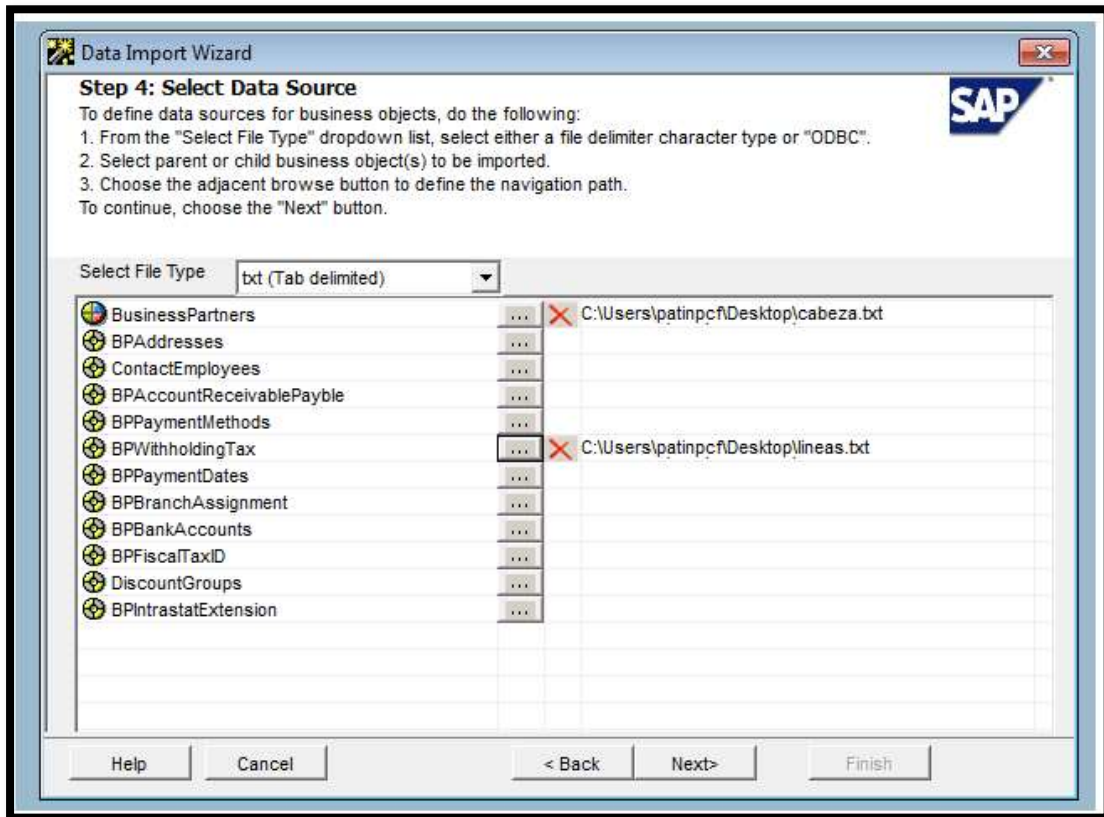 Data Import Wizard
Step 4: Select Data Source
To define data sources for business objects, do the following:
1. From the "Select File Type" dropdown list, select either a file delimiter character type or "ODBC".
2. Select parent or child business object(s) to be imported.
3. Choose the adjacent browse button to define the navigation path.
To continue, choose the "Next" button.
SAP
Select File Type txt (Tab delimited)
BusinessPartners ... C:\Users\patinpcf\Desktop\cabeza.txt
BPAddresses ...
ContactEmployees ...
BPAccountReceivablePayble ...
BPPaymentMethods ...
BPWithholdingTax ... C:\Users\patinpcf\Desktop\lineas.txt
BPPaymentDates ...
BPBranchAssignment ...
BPBankAccounts ...
BPFiscalTaxID ...
DiscountGroups ...
BPIntrastatExtension ...
Help Cancel < Back Next> Finish